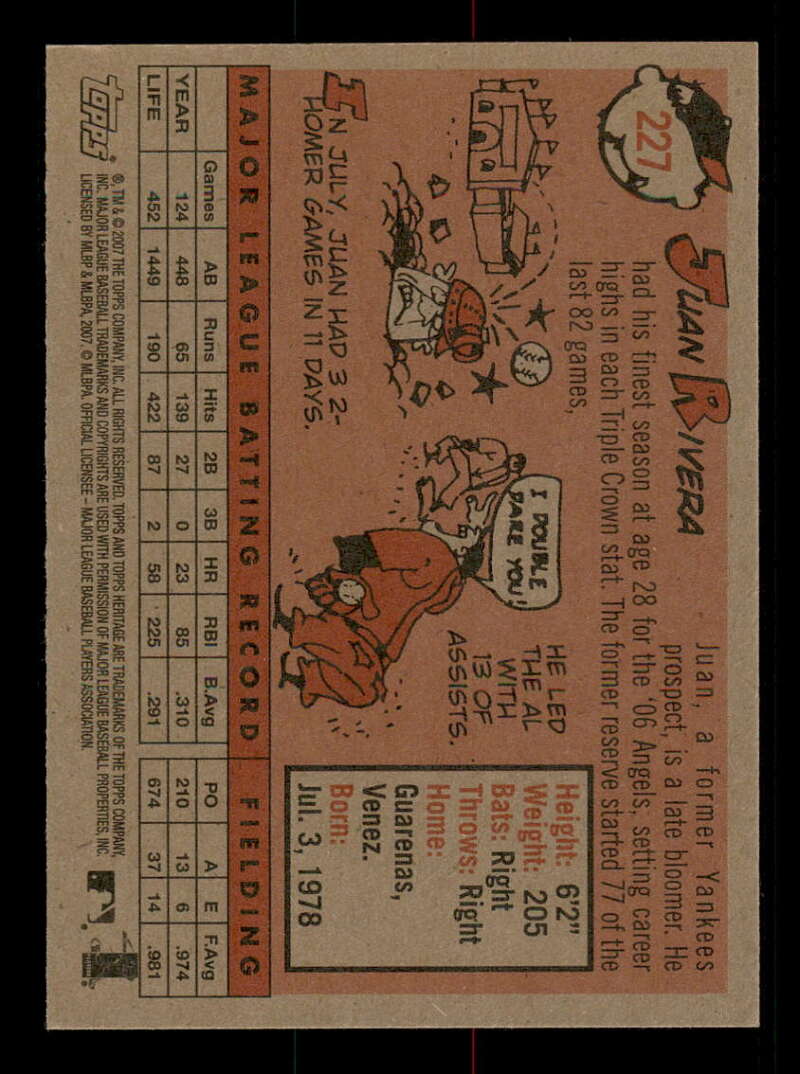 227
JUAN RIVERA
Juan, a former Yankees
prospect, is a late bloomer. He
had his finest season at age 28 for the '06 Angels, setting career
highs in each Triple Crown stat. The former reserve started 77 of the
last 82 games,
IN JULY, JUAN HAD 3 2-
HOMER GAMES IN 11 DAYS.
I DOUBLE
DARE YOU!
HE LED
THE AL
WITH
13 OF
ASSISTS.
Height: 6'2"
Weight: 205
Bats: Right
Throws: Right
Home:
Guarenas,
Venez.
Born:
Jul. 3, 1978
MAJOR LEAGUE BATTING RECORD FIELDING
Games AB Runs Hits 2B 3B HR RBI B.Avg PO A E F.Avg
YEAR 124 448 65 139 27 0 23 85 .310 210 13 6 .974
LIFE 452 1449 190 422 87 2 58 225 .291 674 37 14 .981
TOPPS®
®, TM & © 2007 THE TOPPS COMPANY, INC. ALL RIGHTS RESERVED. TOPPS AND TOPPS HERITAGE ARE TRADEMARKS OF THE TOPPS COMPANY,
INC. MAJOR LEAGUE BASEBALL TRADEMARKS AND COPYRIGHTS ARE USED WITH PERMISSION OF MAJOR LEAGUE BASEBALL PROPERTIES, INC.
LICENSED BY MLBP & MLBPA, 2007. © MLBPA. OFFICIAL LICENSEE – MAJOR LEAGUE BASEBALL PLAYERS ASSOCIATION.